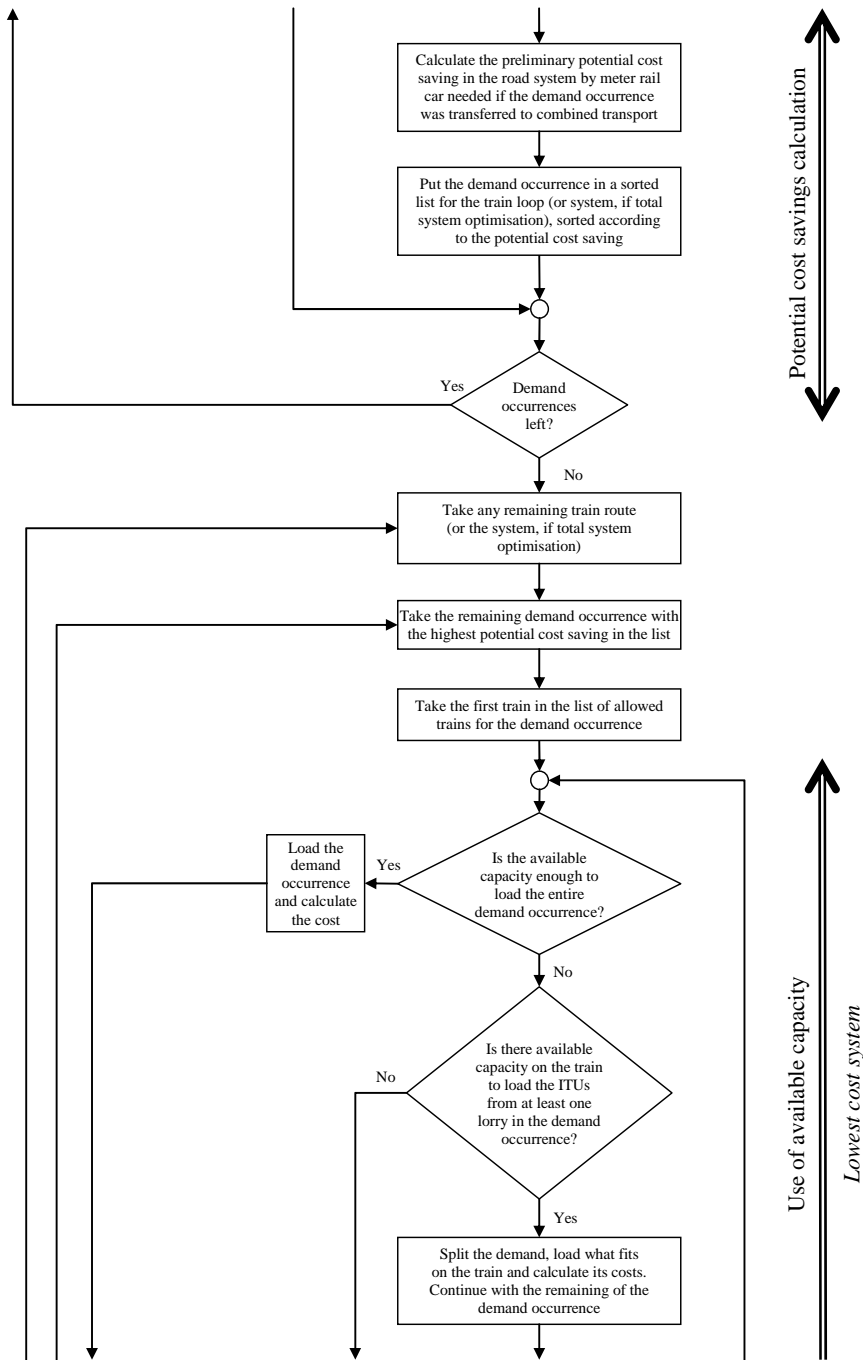 Calculate the preliminary potential cost
saving in the road system by meter rail
car needed if the demand occurrence
was transferred to combined transport
Put the demand occurrence in a sorted
list for the train loop (or system, if total
system optimisation), sorted according
to the potential cost saving
Potential cost savings calculation
Yes
Demand
occurrences
left?
No
Take any remaining train route
(or the system, if total system
optimisation)
Take the remaining demand occurrence with
the highest potential cost saving in the list
Take the first train in the list of allowed
trains for the demand occurrence
Load the
demand
occurrence
and calculate
the cost
Yes
Is the available
capacity enough to
load the entire
demand occurrence?
No
Is there available
capacity on the train
to load the ITUs
from at least one
lorry in the demand
occurrence?
No
Yes
Split the demand, load what fits
on the train and calculate its costs.
Continue with the remaining of the
demand occurrence
Use of available capacity
Lowest cost system